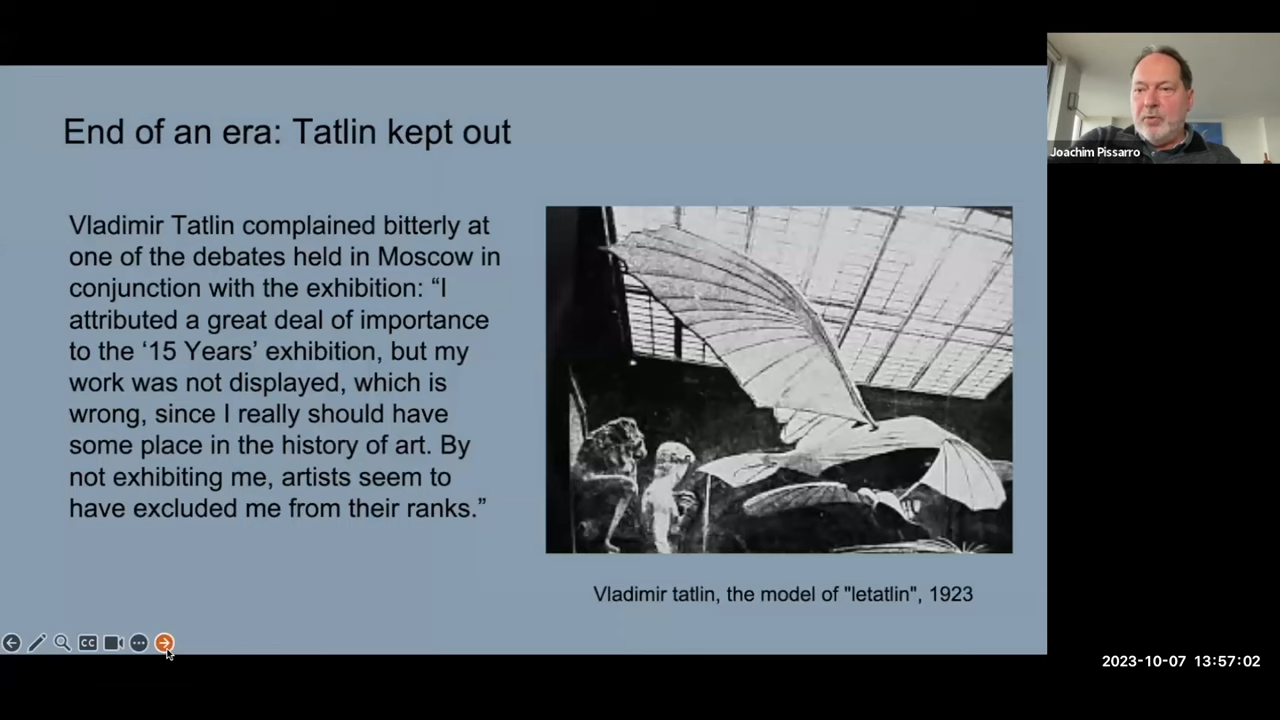 End of an era: Tatlin kept out
Vladimir Tatlin complained bitterly at
one of the debates held in Moscow in
conjunction with the exhibition: “I
attributed a great deal of importance
to the ‘15 Years’ exhibition, but my
work was not displayed, which is
wrong, since I really should have
some place in the history of art. By
not exhibiting me, artists seem to
have excluded me from their ranks.”
Vladimir tatlin, the model of "letatlin", 1923
CC
Joachim Pissarro
2023-10-07 13:57:02